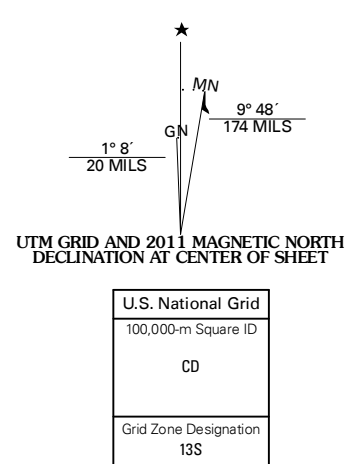 MN
GN
9° 48´
174 MILS
1° 8´
20 MILS
UTM GRID AND 2011 MAGNETIC NORTH
DECLINATION AT CENTER OF SHEET
U.S. National Grid
100,000-m Square ID
CD
Grid Zone Designation
13S